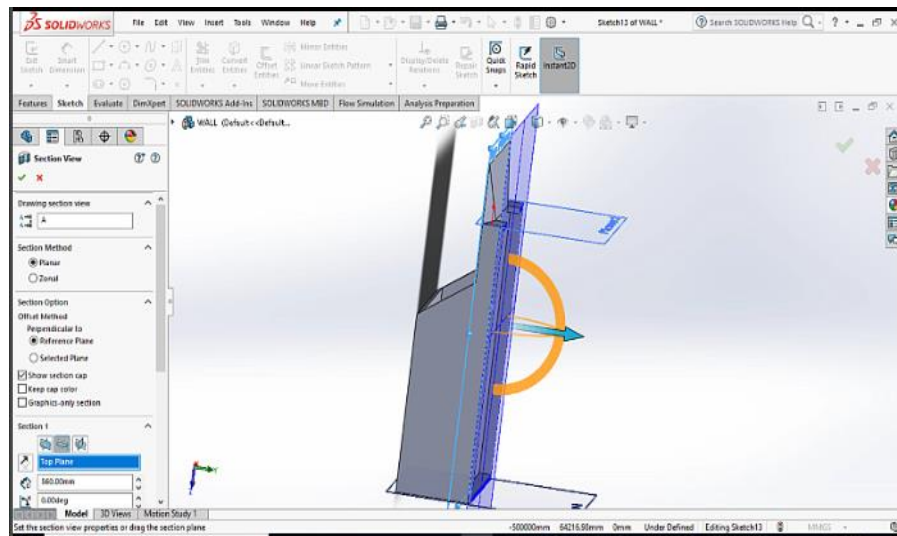 SOLIDWORKS File Edit View Insert Tools Window Help Sketch13 of WALL * Search SOLIDWORKS Help
Exit Sketch Smart Dimension Trim Entities Convert Entities Offset Entities Mirror Entities Linear Sketch Pattern Move Entities Display/Delete Relations Repair Sketch Quick Snaps Rapid Sketch Instant2D
Features Sketch Evaluate DimXpert SOLIDWORKS Add-Ins SOLIDWORKS MBD Flow Simulation Analysis Preparation
WALL (Default<<Default...
Section View
Drawing section view
A
Section Method
Planar
Zonal
Section Option
Offset Method
Perpendicular to
Reference Plane
Selected Plane
Show section cap
Keep cap color
Graphics-only section
Section 1
Top Plane
560.00mm
0.00deg
Model 3D Views Motion Study 1
Set the section view properties or drag the section plane -500000mm 64216.98mm 0mm Under Defined Editing Sketch13 MMGS